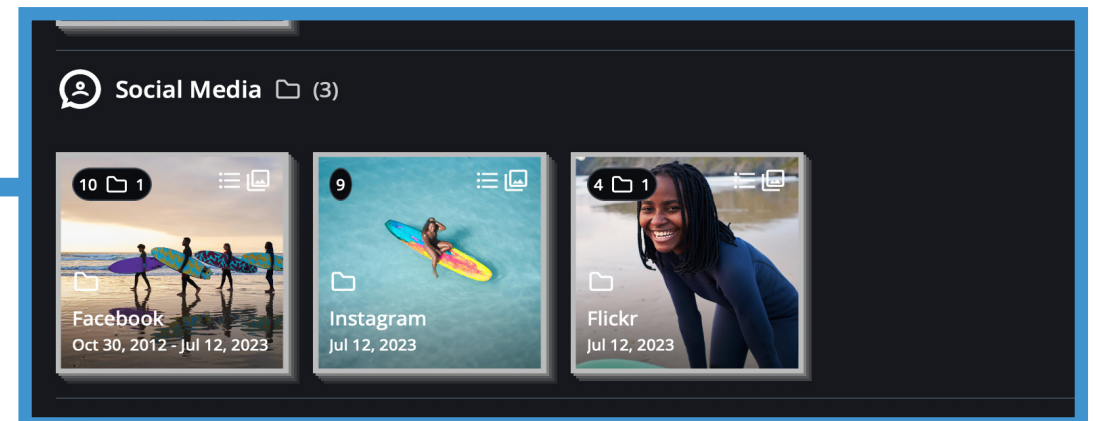 Social Media (3)
10 1
9
4 1
Facebook
Oct 30, 2012 - Jul 12, 2023
Instagram
Jul 12, 2023
Flickr
Jul 12, 2023